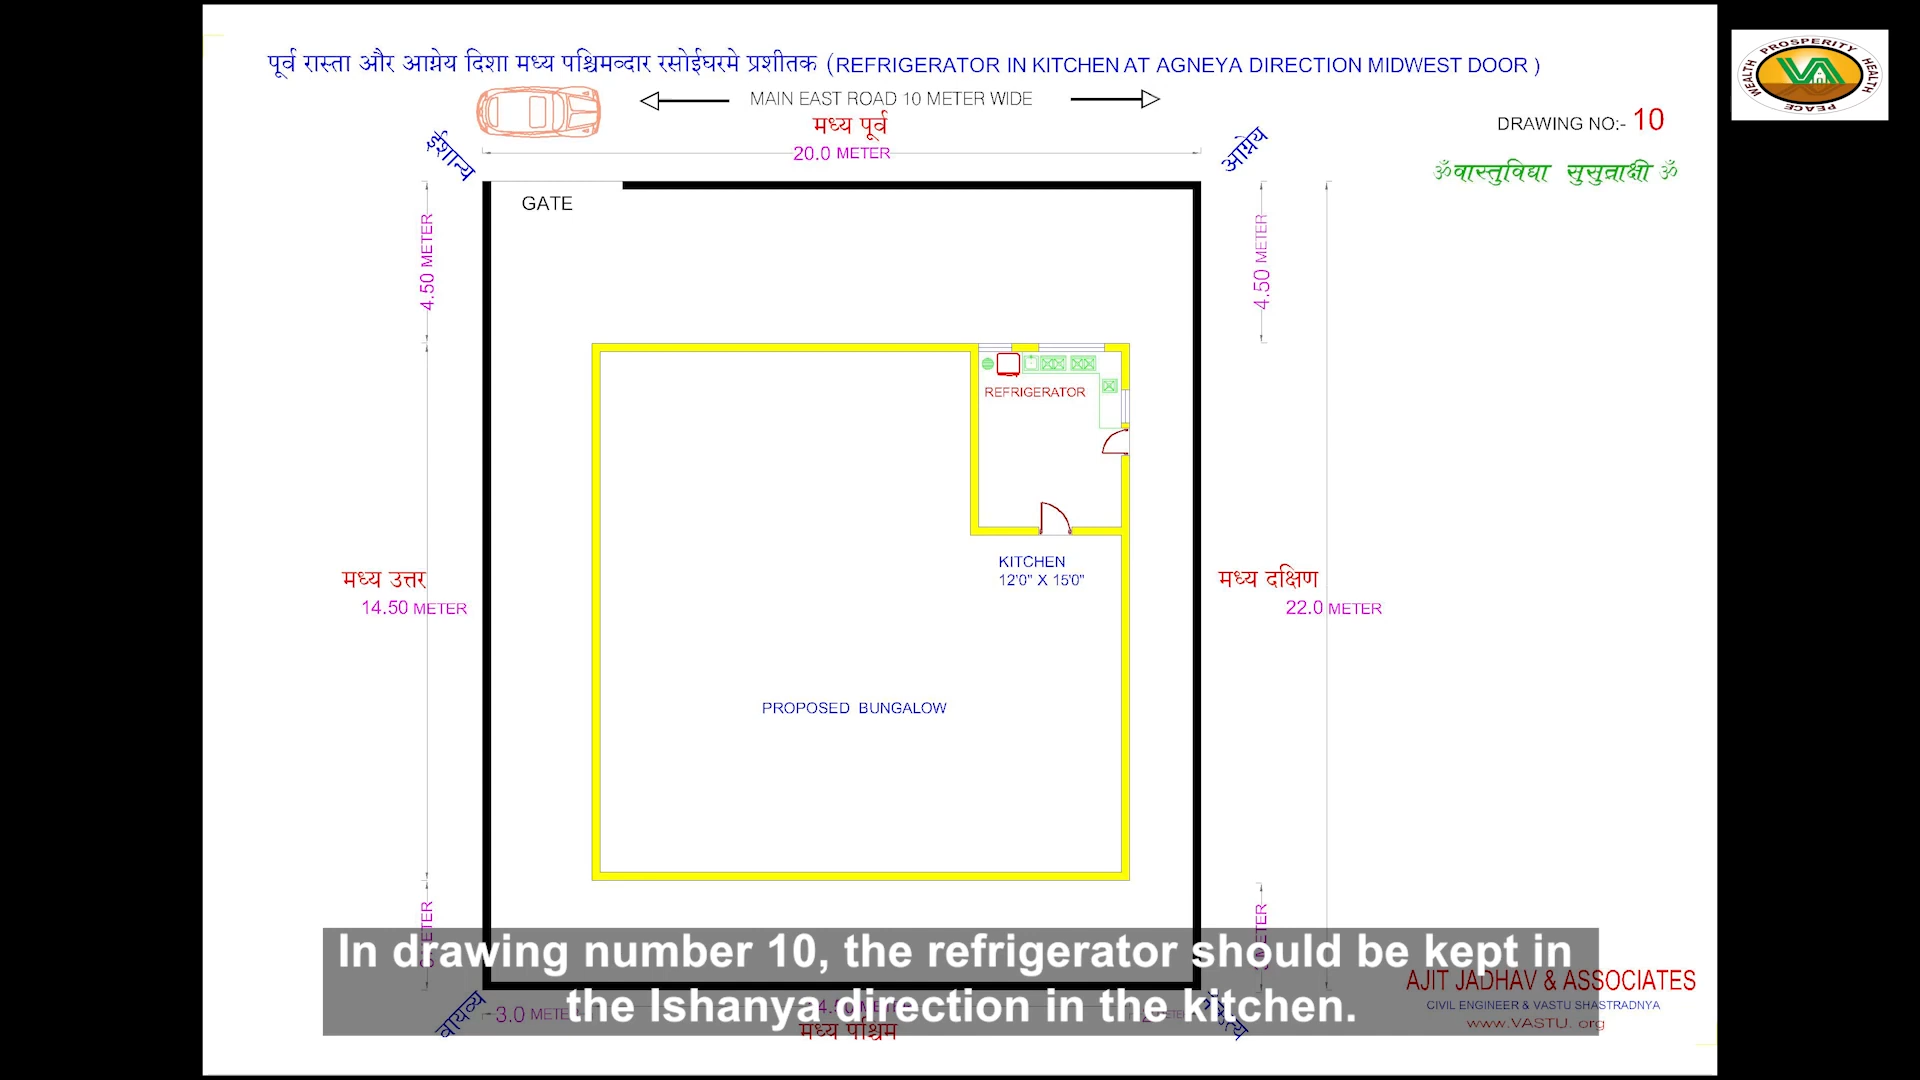 पूर्व रास्ता और आग्नेय दिशा मध्य पश्चिमव्दार रसोईघरमे प्रशीतक (REFRIGERATOR IN KITCHEN AT AGNEYA DIRECTION MIDWEST DOOR )
MAIN EAST ROAD 10 METER WIDE
मध्य पूर्व
20.0 METER
WEALTH PROSPERITY HEALTH PEACE
VA
DRAWING NO:- 10
ॐवास्तुविद्या सुसुत्राक्षी ॐ
ईशान्य
आग्नेय
GATE
4.50 METER
4.50 METER
REFRIGERATOR
KITCHEN
12'0" X 15'0"
मध्य उत्तर
14.50 METER
मध्य दक्षिण
22.0 METER
PROPOSED BUNGALOW
In drawing number 10, the refrigerator should be kept in
the Ishanya direction in the kitchen.
AJIT JADHAV & ASSOCIATES
CIVIL ENGINEER & VASTU SHASTRADNYA
www.VASTU. org
वायव्य
3.0 METER
मध्य पश्चिम